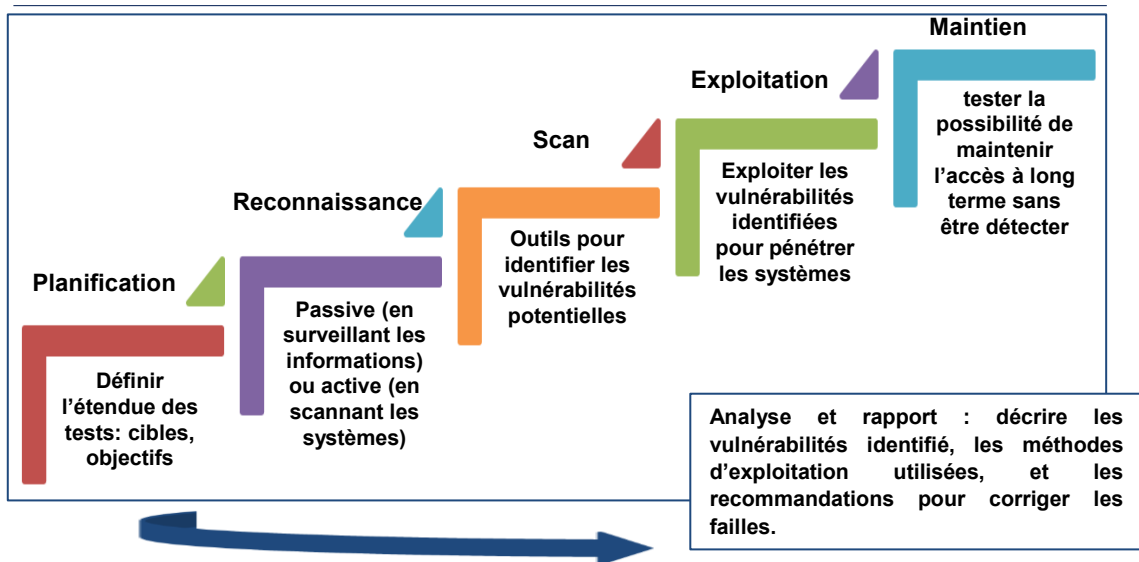 Planification
Définir
l'étendue des
tests: cibles,
objectifs
Reconnaissance
Passive (en
surveillant les
informations)
ou active (en
scannant les
systèmes)
Scan
Outils pour
identifier les
vulnérabilités
potentielles
Exploitation
Exploiter les
vulnérabilités
identifiées
pour pénétrer
les systèmes
Maintien
tester la
possibilité de
maintenir
l'accès à long
terme sans
être détecter
Analyse et rapport : décrire les
vulnérabilités identifié, les méthodes
d'exploitation utilisées, et les
recommandations pour corriger les
failles.